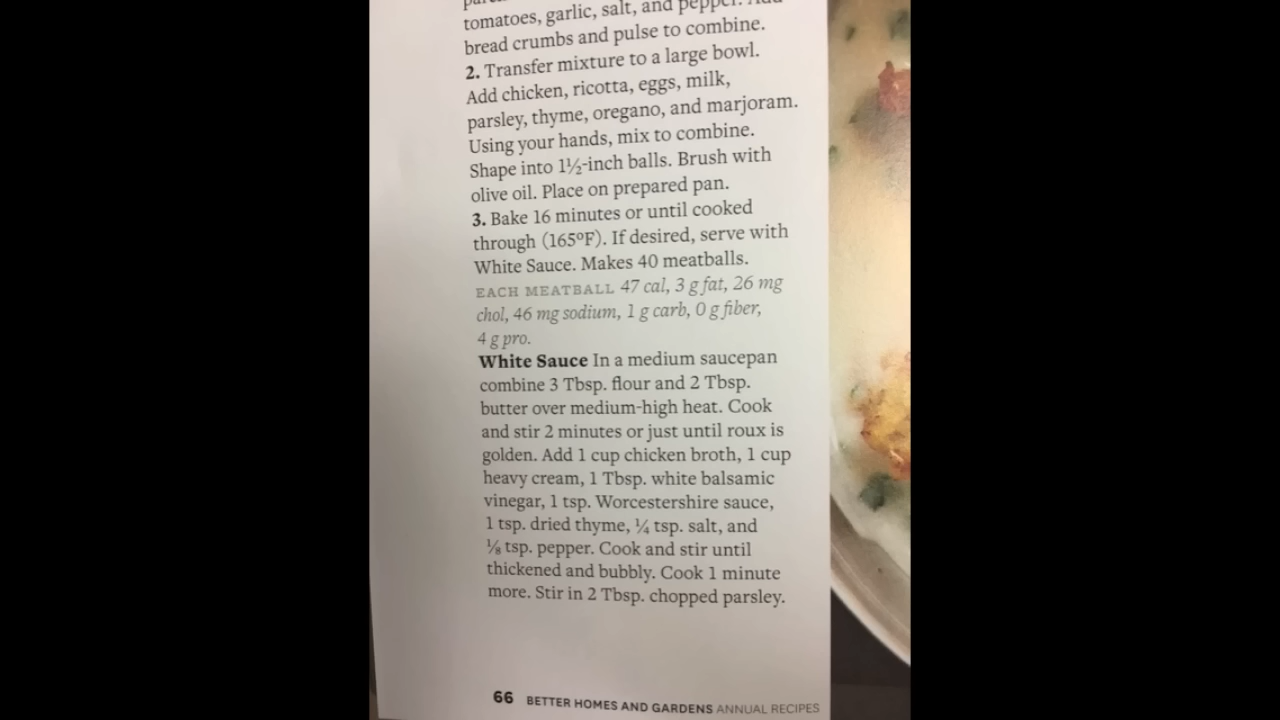 tomatoes, garlic, salt, and pepper. Add
bread crumbs and pulse to combine.
2. Transfer mixture to a large bowl.
Add chicken, ricotta, eggs, milk,
parsley, thyme, oregano, and marjoram.
Using your hands, mix to combine.
Shape into 1½-inch balls. Brush with
olive oil. Place on prepared pan.
3. Bake 16 minutes or until cooked
through (165ºF). If desired, serve with
White Sauce. Makes 40 meatballs.
EACH MEATBALL 47 cal, 3 g fat, 26 mg
chol, 46 mg sodium, 1 g carb, 0 g fiber,
4 g pro.
White Sauce In a medium saucepan
combine 3 Tbsp. flour and 2 Tbsp.
butter over medium-high heat. Cook
and stir 2 minutes or just until roux is
golden. Add 1 cup chicken broth, 1 cup
heavy cream, 1 Tbsp. white balsamic
vinegar, 1 tsp. Worcestershire sauce,
1 tsp. dried thyme, ¼ tsp. salt, and
⅛ tsp. pepper. Cook and stir until
thickened and bubbly. Cook 1 minute
more. Stir in 2 Tbsp. chopped parsley.
66 BETTER HOMES AND GARDENS ANNUAL RECIPES